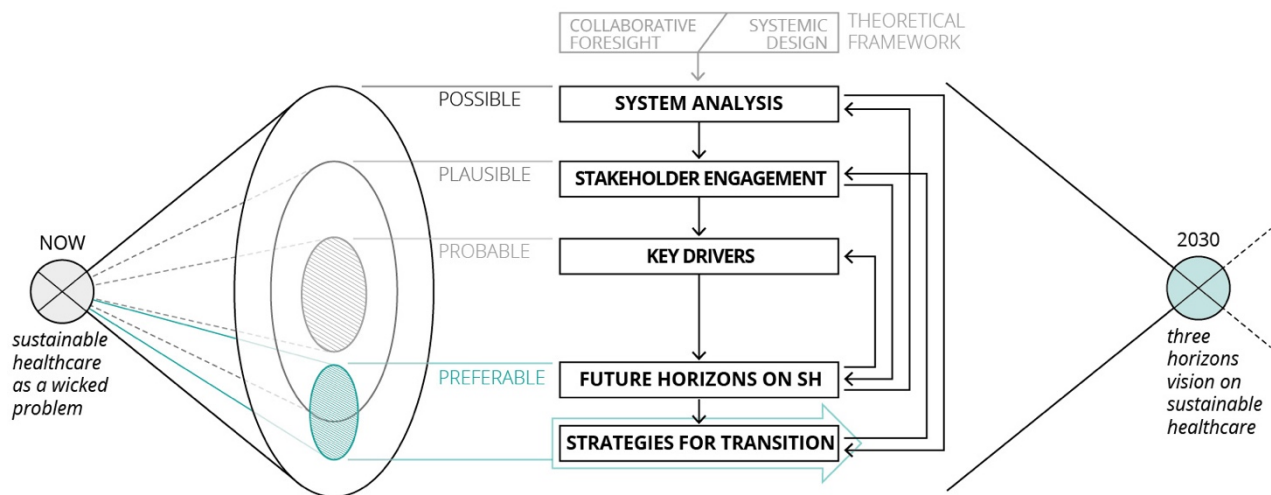 COLLABORATIVE
FORESIGHT
SYSTEMIC
DESIGN
THEORETICAL
FRAMEWORK
POSSIBLE
SYSTEM ANALYSIS
PLAUSIBLE
STAKEHOLDER ENGAGEMENT
NOW
PROBABLE
KEY DRIVERS
2030
sustainable
healthcare
as a wicked
problem
three
horizons
vision on
sustainable
healthcare
PREFERABLE
FUTURE HORIZONS ON SH
STRATEGIES FOR TRANSITION